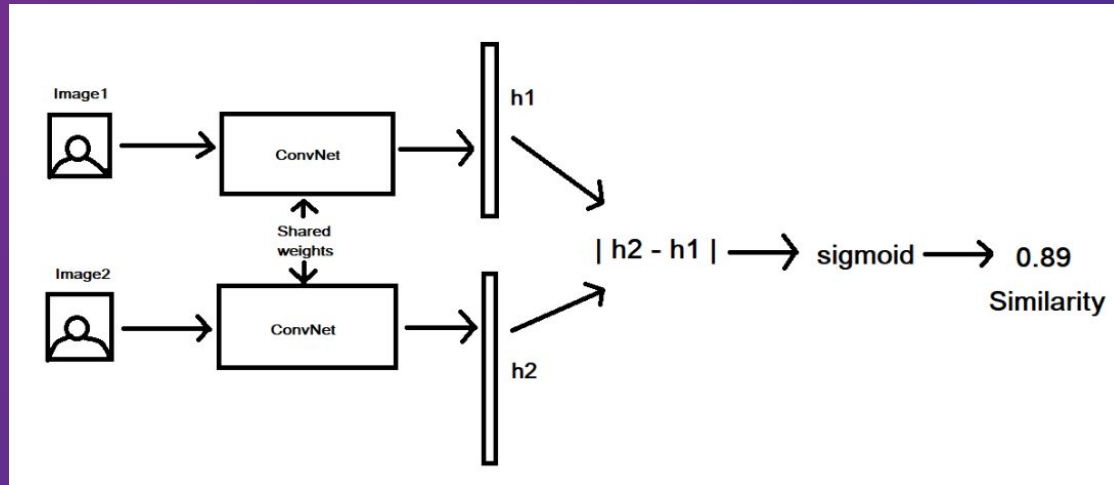 Image1
ConvNet
h1
Shared
weights
| h2 - h1 |
sigmoid
0.89
Similarity
Image2
ConvNet
h2